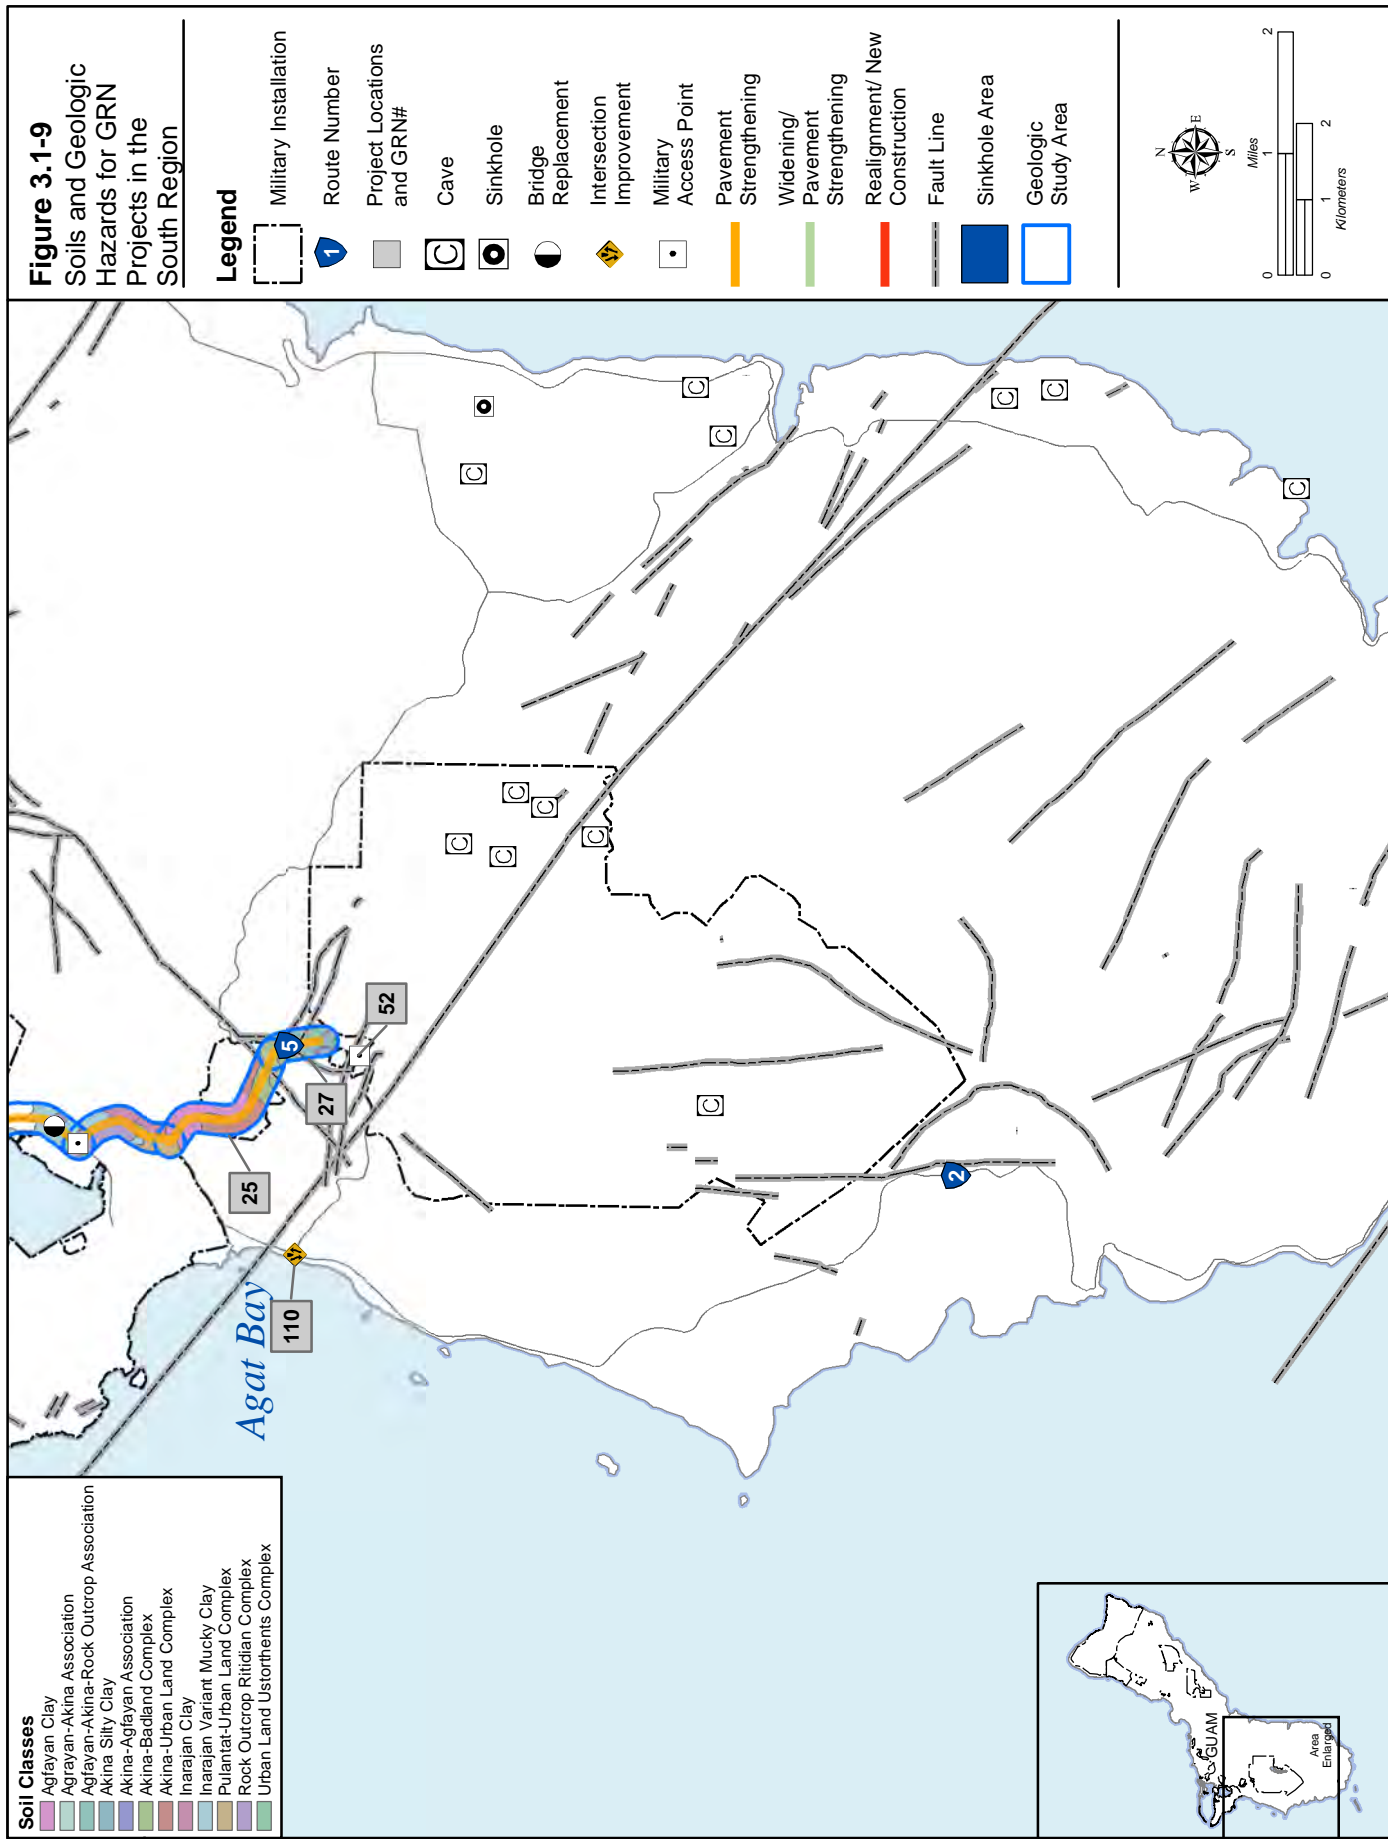 Figure 3.1-9
Soils and Geologic
Hazards for GRN
Projects in the
South Region
Legend
Military Installation
1
Route Number
Project Locations
and GRN#
C
Cave
Sinkhole
Bridge
Replacement
Intersection
Improvement
Military
Access Point
Pavement
Strengthening
Widening/
Pavement
Strengthening
Realignment/ New
Construction
Fault Line
Sinkhole Area
Geologic
Study Area
N
W
E
S
Miles
0
1
2
0
1
2
Kilometers
Soil Classes
Agfayan Clay
Agrayan-Akina Association
Agfayan-Akina-Rock Outcrop Association
Akina Silty Clay
Akina-Agfayan Association
Akina-Badland Complex
Akina-Urban Land Complex
Inarajan Clay
Inarajan Variant Mucky Clay
Pulantat-Urban Land Complex
Rock Outcrop Ritidian Complex
Urban Land Ustorthents Complex
Agat Bay
110
25
27
5
52
2
C
C
C
C
C
C
C
C
C
C
C
C
GUAM
Area
Enlarged